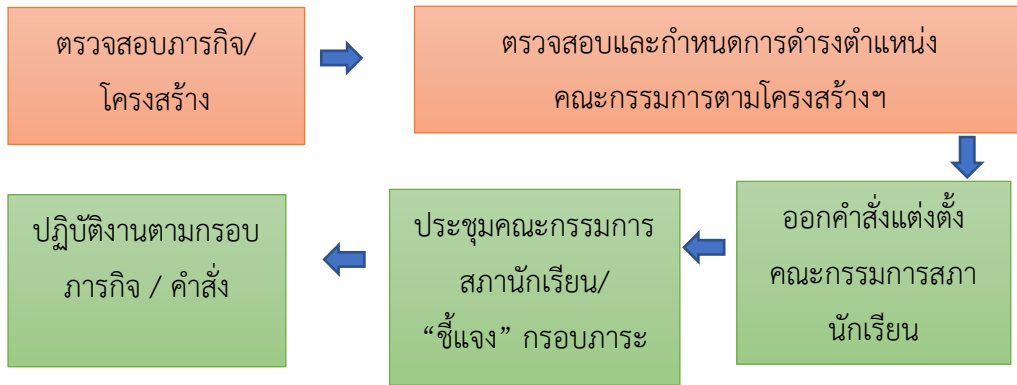 ตรวจสอบภารกิจ/
โครงสร้าง
ตรวจสอบและกำหนดการดำรงตำแหน่ง
คณะกรรมการตามโครงสร้างฯ
ออกคำสั่งแต่งตั้ง
คณะกรรมการสภา
นักเรียน
ประชุมคณะกรรมการ
สภานักเรียน/
“ชี้แจง” กรอบภาระ
ปฏิบัติงานตามกรอบ
ภารกิจ / คำสั่ง